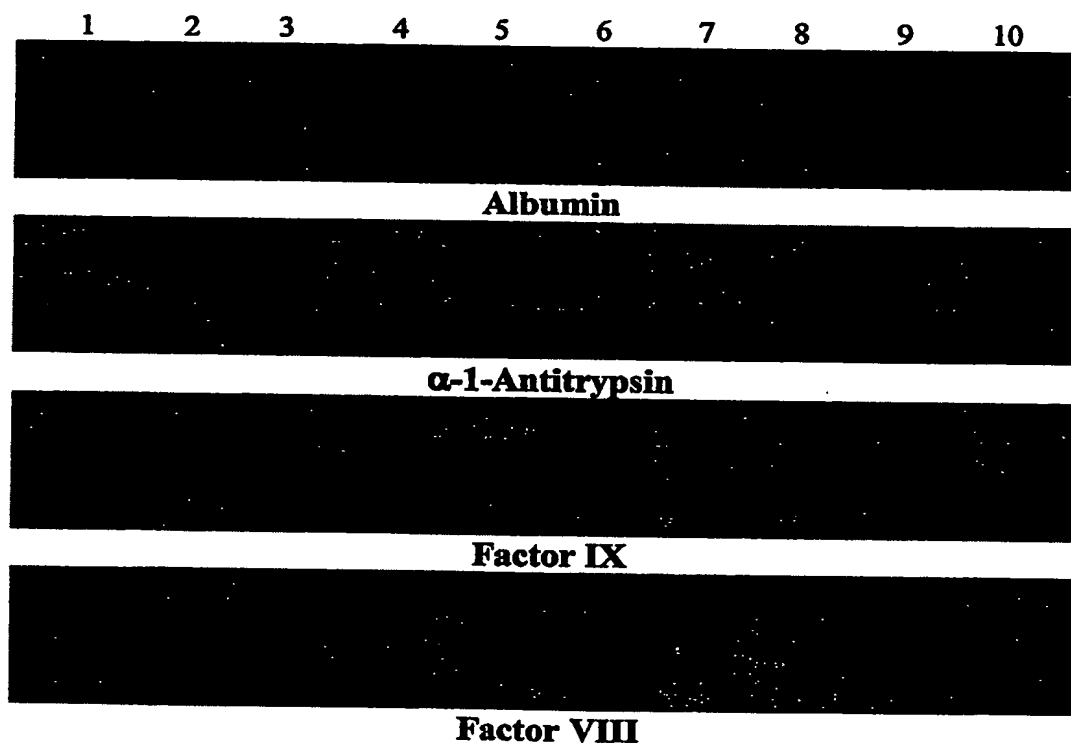 1 2 3 4 5 6 7 8 9 10
Albumin
α-1-Antitrypsin
Factor IX
Factor VIII